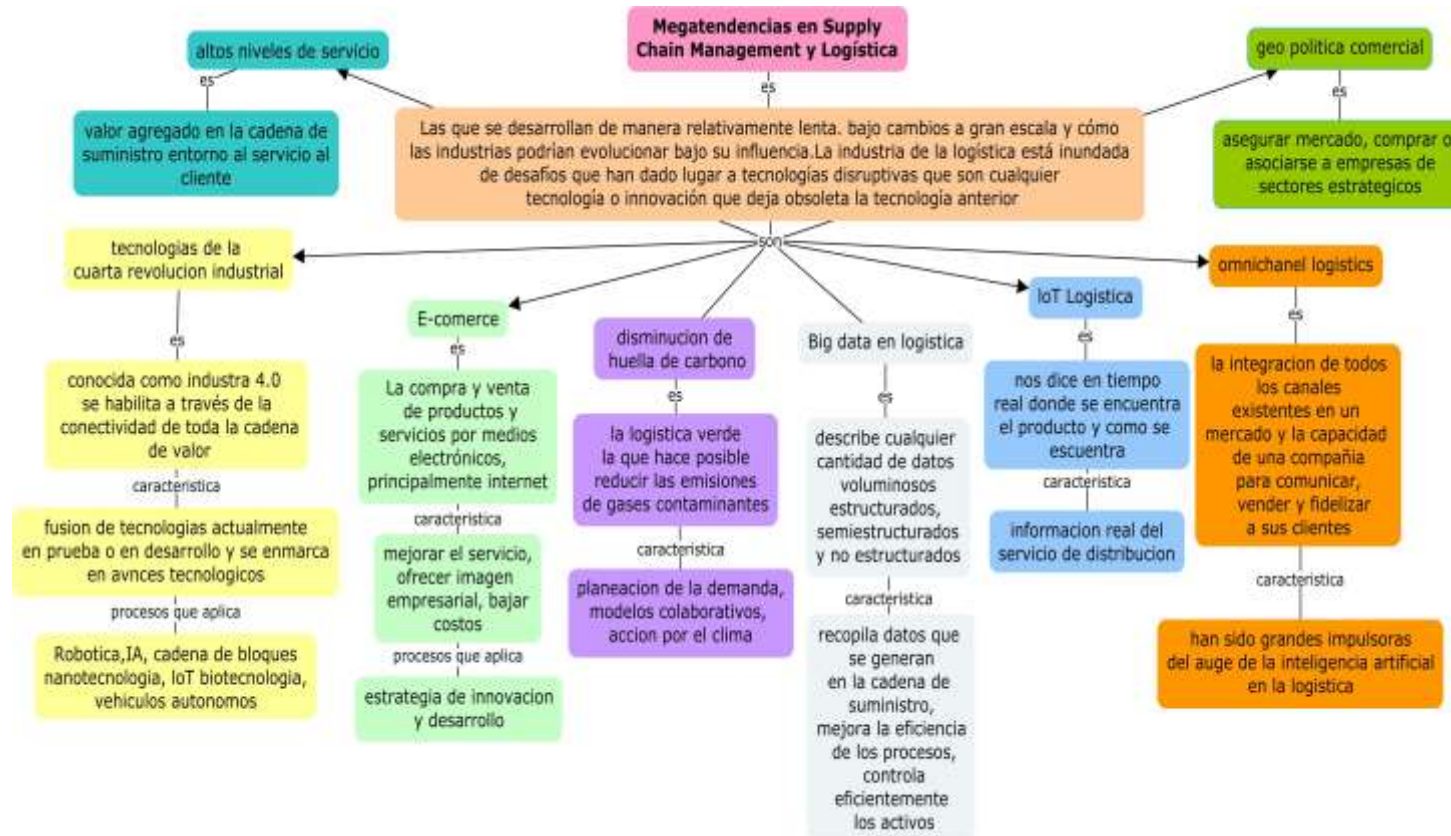 Megatendencias en Supply
Chain Management y Logística
es
Las que se desarrollan de manera relativamente lenta. bajo cambios a gran escala y cómo
las industrias podrían evolucionar bajo su influencia.La industria de la logística está inundada
de desafíos que han dado lugar a tecnologías disruptivas que son cualquier
tecnología o innovación que deja obsoleta la tecnología anterior
son
altos niveles de servicio
es
valor agregado en la cadena de
suministro entorno al servicio al
cliente
geo politica comercial
es
asegurar mercado, comprar o
asociarse a empresas de
sectores estrategicos
tecnologias de la
cuarta revolucion industrial
es
conocida como industra 4.0
se habilita a través de la
conectividad de toda la cadena
de valor
caracteristica
fusion de tecnologias actualmente
en prueba o en desarrollo y se enmarca
en avnces tecnologicos
procesos que aplica
Robotica,IA, cadena de bloques
nanotecnologia, IoT biotecnologia,
vehiculos autonomos
E-comerce
es
La compra y venta
de productos y
servicios por medios
electrónicos,
principalmente internet
caracteristica
mejorar el servicio,
ofrecer imagen
empresarial, bajar
costos
procesos que aplica
estrategia de innovacion
y desarrollo
disminucion de
huella de carbono
es
la logistica verde
la que hace posible
reducir las emisiones
de gases contaminantes
caracteristica
planeacion de la demanda,
modelos colaborativos,
accion por el clima
Big data en logistica
es
describe cualquier
cantidad de datos
voluminosos
estructurados,
semiestructurados
y no estructurados
caracteristica
recopila datos que
se generan
en la cadena de
suministro,
mejora la eficiencia
de los procesos,
controla
eficientemente
los activos
IoT Logistica
es
nos dice en tiempo
real donde se encuentra
el producto y como se
escuentra
caracteristica
informacion real del
servicio de distribucion
omnichanel logistics
es
la integracion de todos
los canales
existentes en un
mercado y la capacidad
de una compañia
para comunicar,
vender y fidelizar
a sus clientes
caracteristica
han sido grandes impulsoras
del auge de la inteligencia artificial
en la logistica